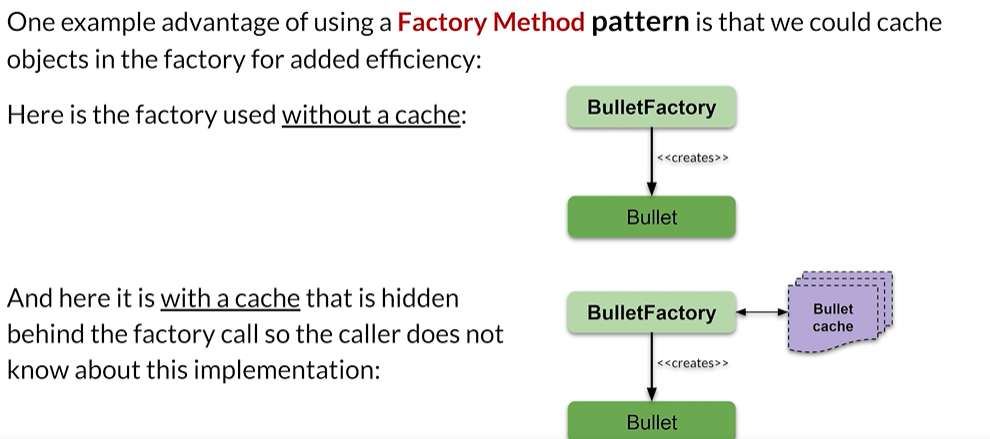 One example advantage of using a Factory Method pattern is that we could cache
objects in the factory for added efficiency:
Here is the factory used without a cache:
BulletFactory
<<creates>>
Bullet
And here it is with a cache that is hidden
behind the factory call so the caller does not
know about this implementation:
BulletFactory
Bullet
cache
<<creates>>
Bullet